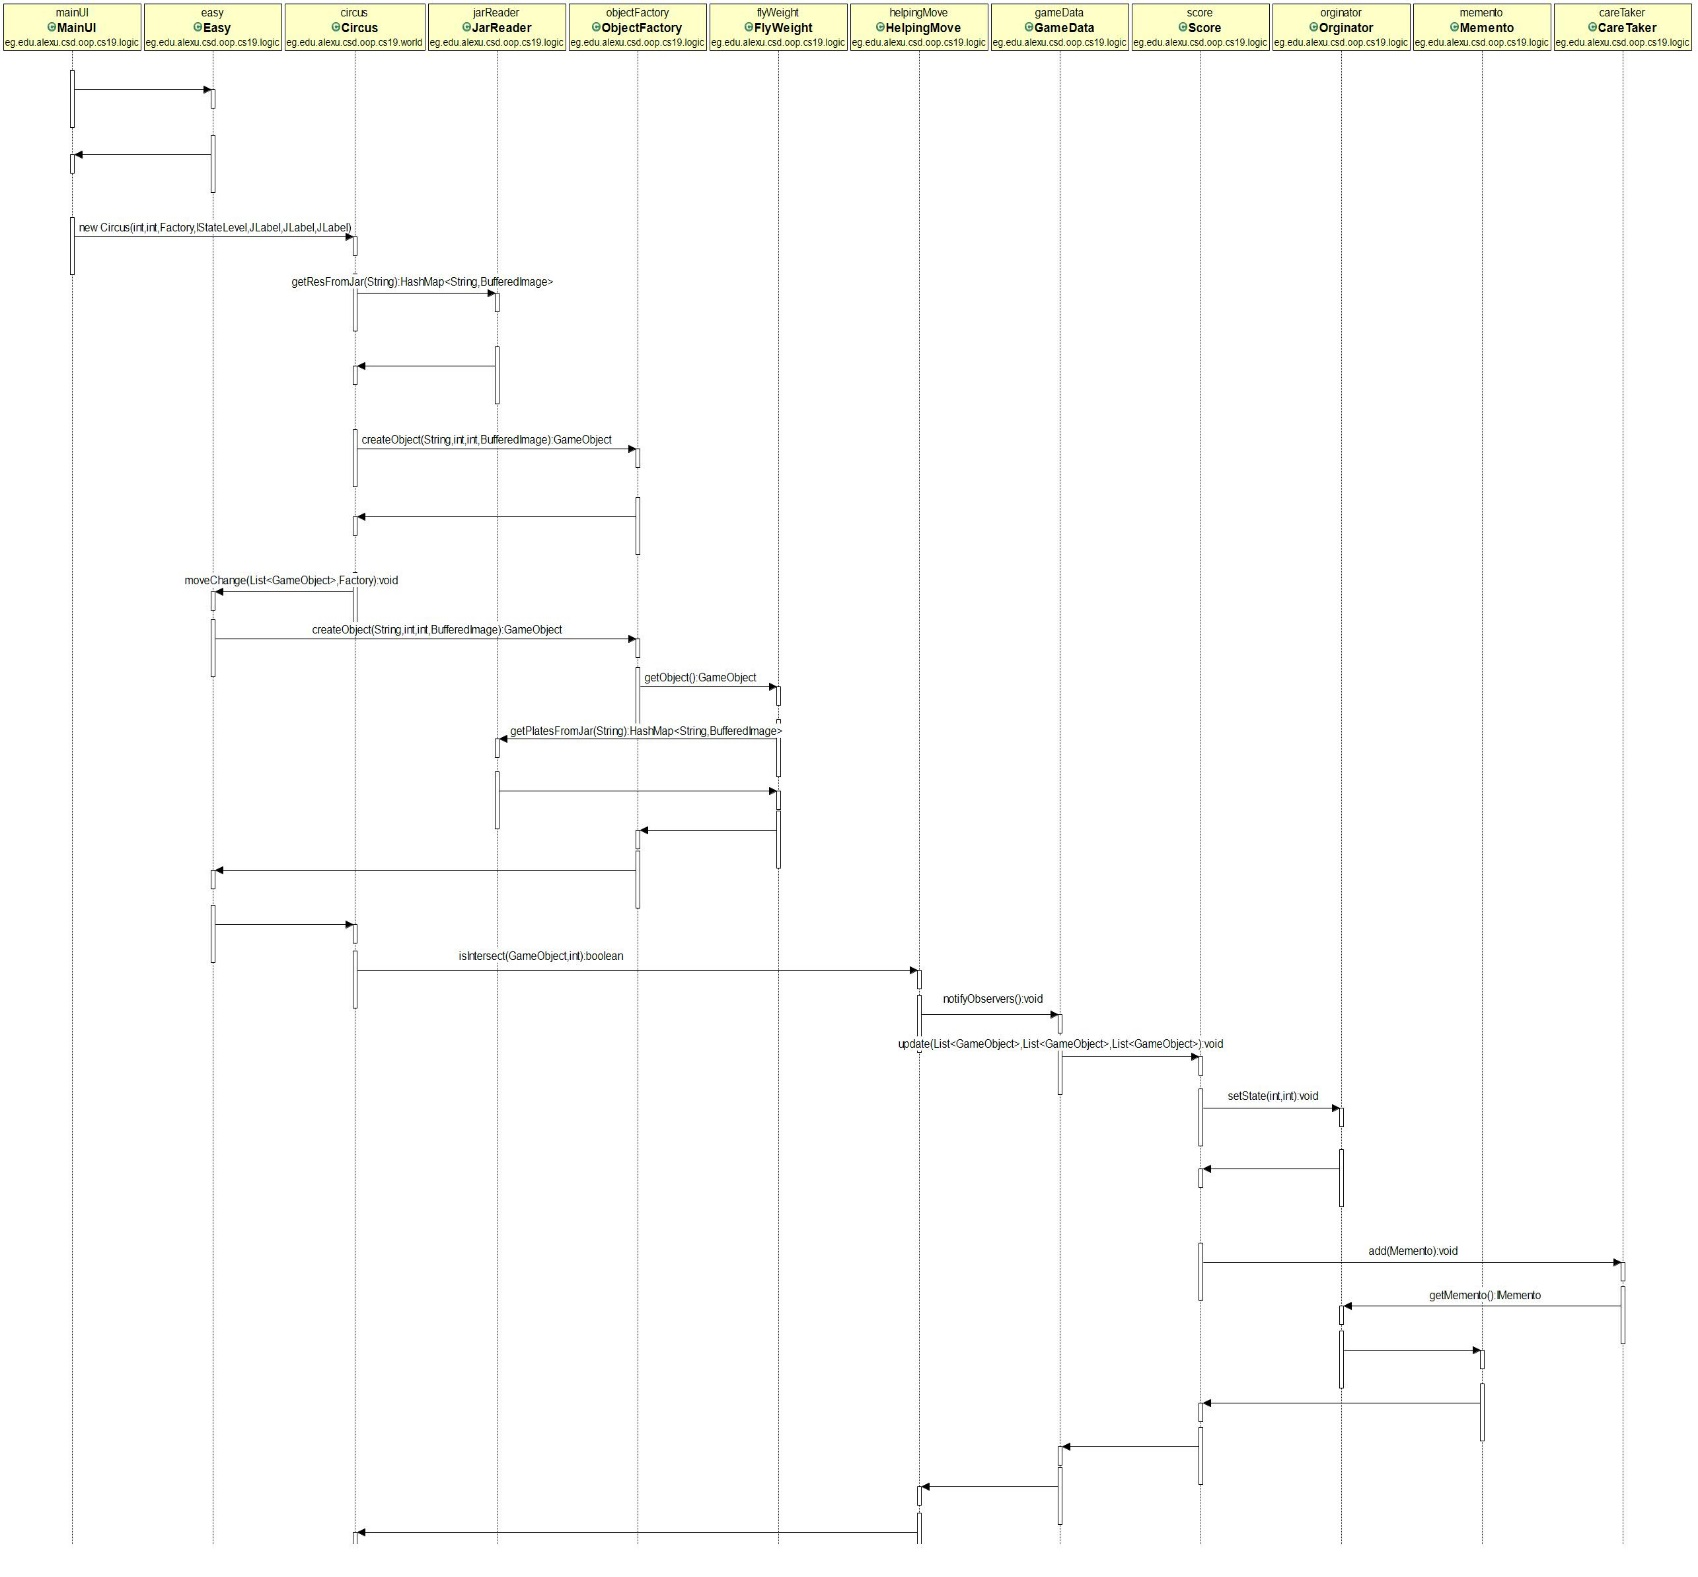 mainUI
MainUI
eg.edu.alexu.csd.oop.cs19.logic
easy
Easy
eg.edu.alexu.csd.oop.cs19.logic
circus
Circus
eg.edu.alexu.csd.oop.cs19.world
jarReader
JarReader
eg.edu.alexu.csd.oop.cs19.logic
objectFactory
ObjectFactory
eg.edu.alexu.csd.oop.cs19.logic
flyWeight
FlyWeight
eg.edu.alexu.csd.oop.cs19.logic
helpingMove
HelpingMove
eg.edu.alexu.csd.oop.cs19.logic
gameData
GameData
eg.edu.alexu.csd.oop.cs19.logic
score
Score
eg.edu.alexu.csd.oop.cs19.logic
orginator
Orginator
eg.edu.alexu.csd.oop.cs19.logic
memento
Memento
eg.edu.alexu.csd.oop.cs19.logic
careTaker
CareTaker
eg.edu.alexu.csd.oop.cs19.logic
new Circus(int,int,Factory,IStateLevel,JLabel,JLabel,JLabel)
getResFromJar(String):HashMap<String,BufferedImage>
createObject(String,int,int,BufferedImage):GameObject
moveChange(List<GameObject>,Factory):void
createObject(String,int,int,BufferedImage):GameObject
getObject():GameObject
getPlatesFromJar(String):HashMap<String,BufferedImage>
isIntersect(GameObject,int):boolean
notifyObservers():void
update(List<GameObject>,List<GameObject>,List<GameObject>):void
setState(int,int):void
add(Memento):void
getMemento():IMemento